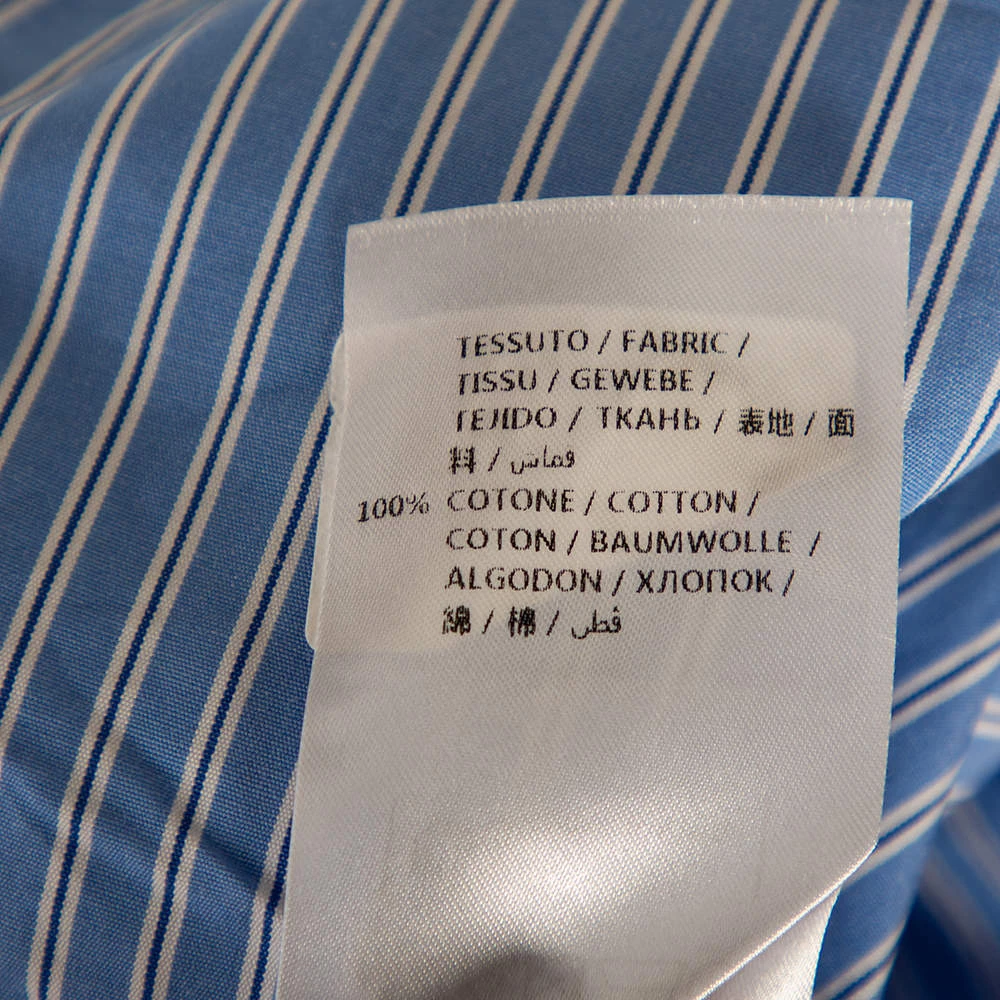 TESSUTO / FABRIC /
TISSU / GEWEBE /
TEJIDO / ТКАНЬ / 表地 / 面
料 / قماش
100% COTONE / COTTON /
COTON / BAUMWOLLE /
ALGODON / ХЛОПОК /
綿 / 棉 / قطن